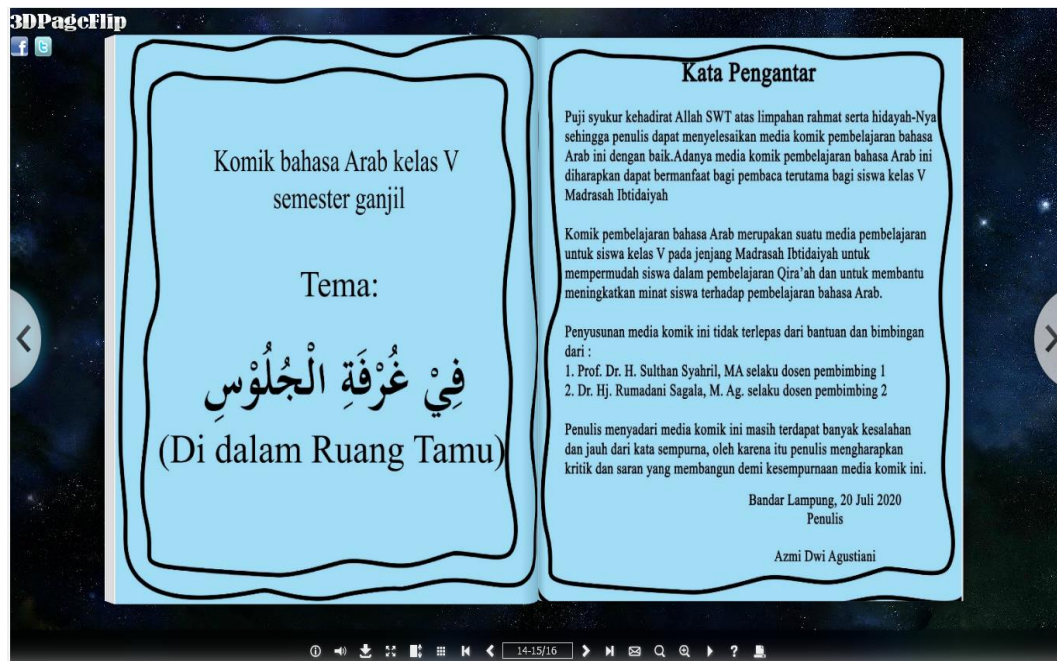 3DPageFlip
Komik bahasa Arab kelas V
semester ganjil
Tema:
فِيْ غُرْفَةِ الْجُلُوْسِ
(Di dalam Ruang Tamu)
Kata Pengantar
Puji syukur kehadirat Allah SWT atas limpahan rahmat serta hidayah-Nya
sehingga penulis dapat menyelesaikan media komik pembelajaran bahasa
Arab ini dengan baik.Adanya media komik pembelajaran bahasa Arab ini
diharapkan dapat bermanfaat bagi pembaca terutama bagi siswa kelas V
Madrasah Ibtidaiyah
Komik pembelajaran bahasa Arab merupakan suatu media pembelajaran
untuk siswa kelas V pada jenjang Madrasah Ibtidaiyah untuk
mempermudah siswa dalam pembelajaran Qira'ah dan untuk membantu
meningkatkan minat siswa terhadap pembelajaran bahasa Arab.
Penyusunan media komik ini tidak terlepas dari bantuan dan bimbingan
dari :
1. Prof. Dr. H. Sulthan Syahril, MA selaku dosen pembimbing 1
2. Dr. Hj. Rumadani Sagala, M. Ag. selaku dosen pembimbing 2
Penulis menyadari media komik ini masih terdapat banyak kesalahan
dan jauh dari kata sempurna, oleh karena itu penulis mengharapkan
kritik dan saran yang membangun demi kesempurnaan media komik ini.
Bandar Lampung, 20 Juli 2020
Penulis
Azmi Dwi Agustiani
14-15/16